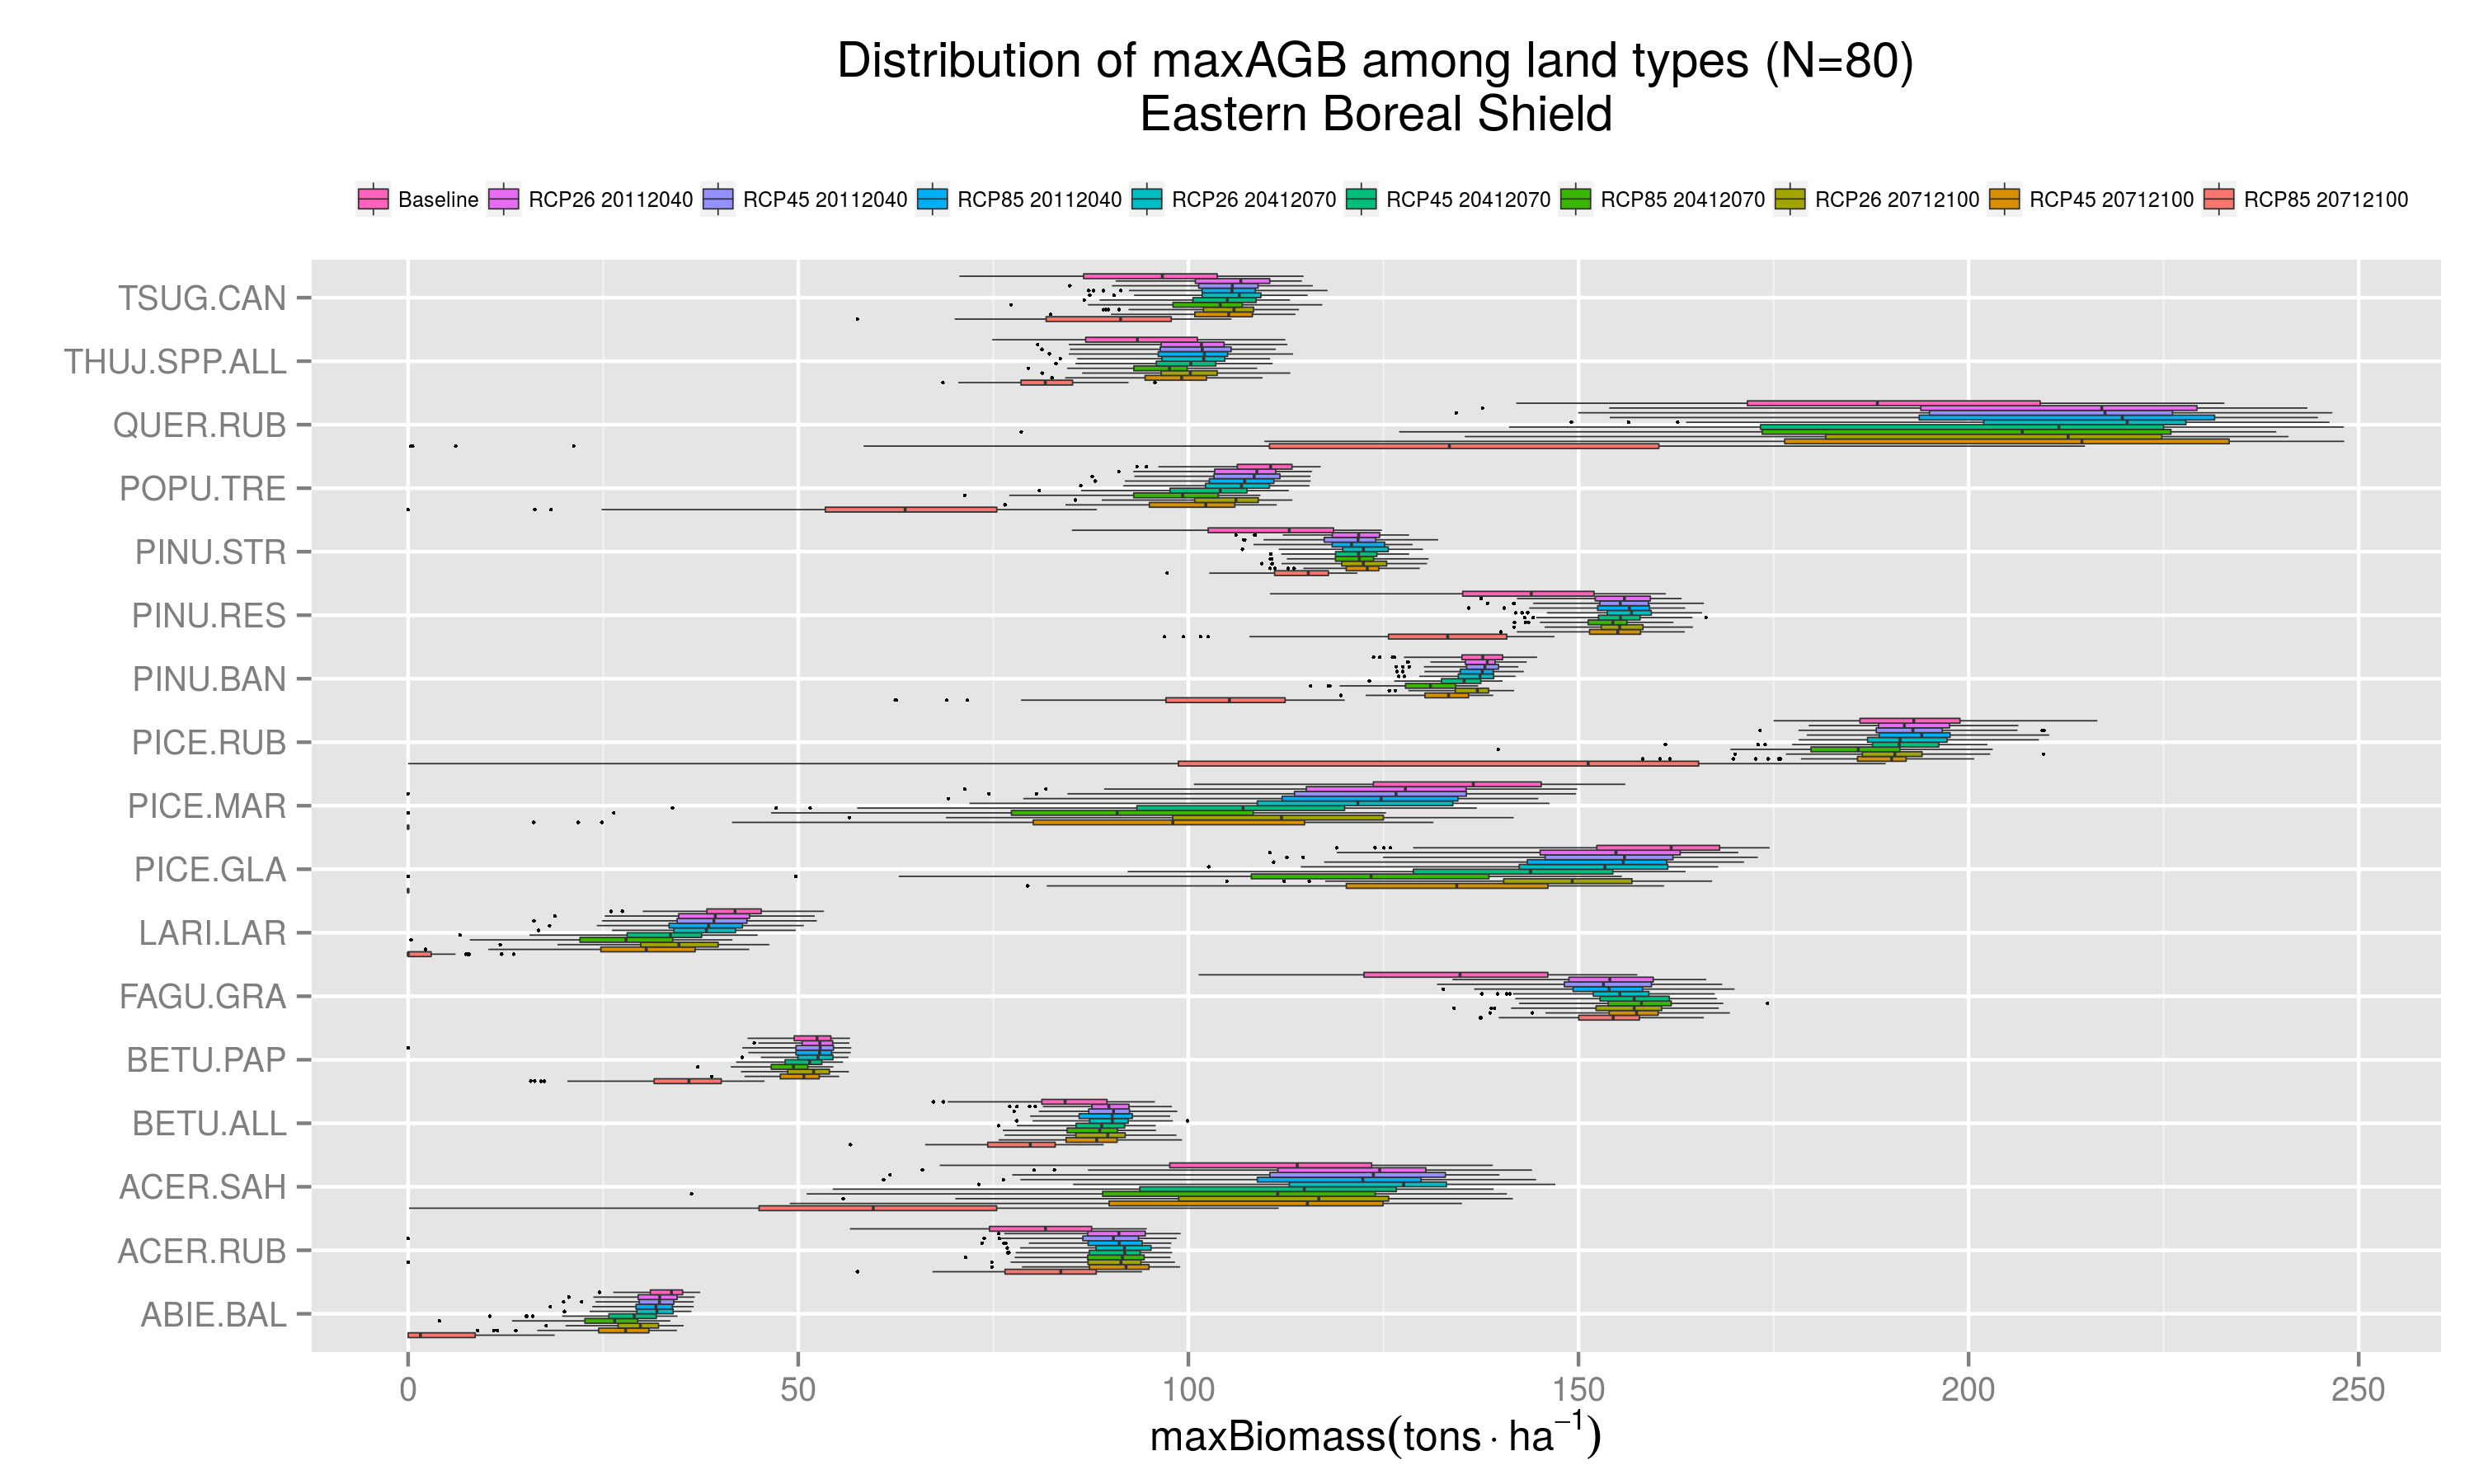 Distribution of maxAGB among land types (N=80)
Eastern Boreal Shield
Baseline RCP26 20112040 RCP45 20112040 RCP85 20112040 RCP26 20412070 RCP45 20412070 RCP85 20412070 RCP26 20712100 RCP45 20712100 RCP85 20712100
TSUG.CAN
THUJ.SPP.ALL
QUER.RUB
POPU.TRE
PINU.STR
PINU.RES
PINU.BAN
PICE.RUB
PICE.MAR
PICE.GLA
LARI.LAR
FAGU.GRA
BETU.PAP
BETU.ALL
ACER.SAH
ACER.RUB
ABIE.BAL
0 50 100 150 200 250
maxBiomass(tons · ha⁻¹)